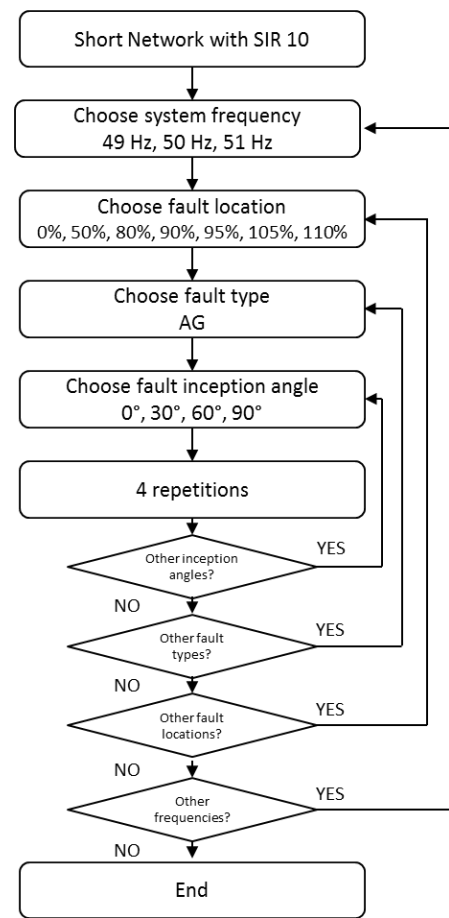 Short Network with SIR 10
Choose system frequency
49 Hz, 50 Hz, 51 Hz
Choose fault location
0%, 50%, 80%, 90%, 95%, 105%, 110%
Choose fault type
AG
Choose fault inception angle
0°, 30°, 60°, 90°
4 repetitions
Other inception
angles?
YES
NO
Other fault
types?
YES
NO
Other fault
locations?
YES
NO
Other
frequencies?
YES
NO
End